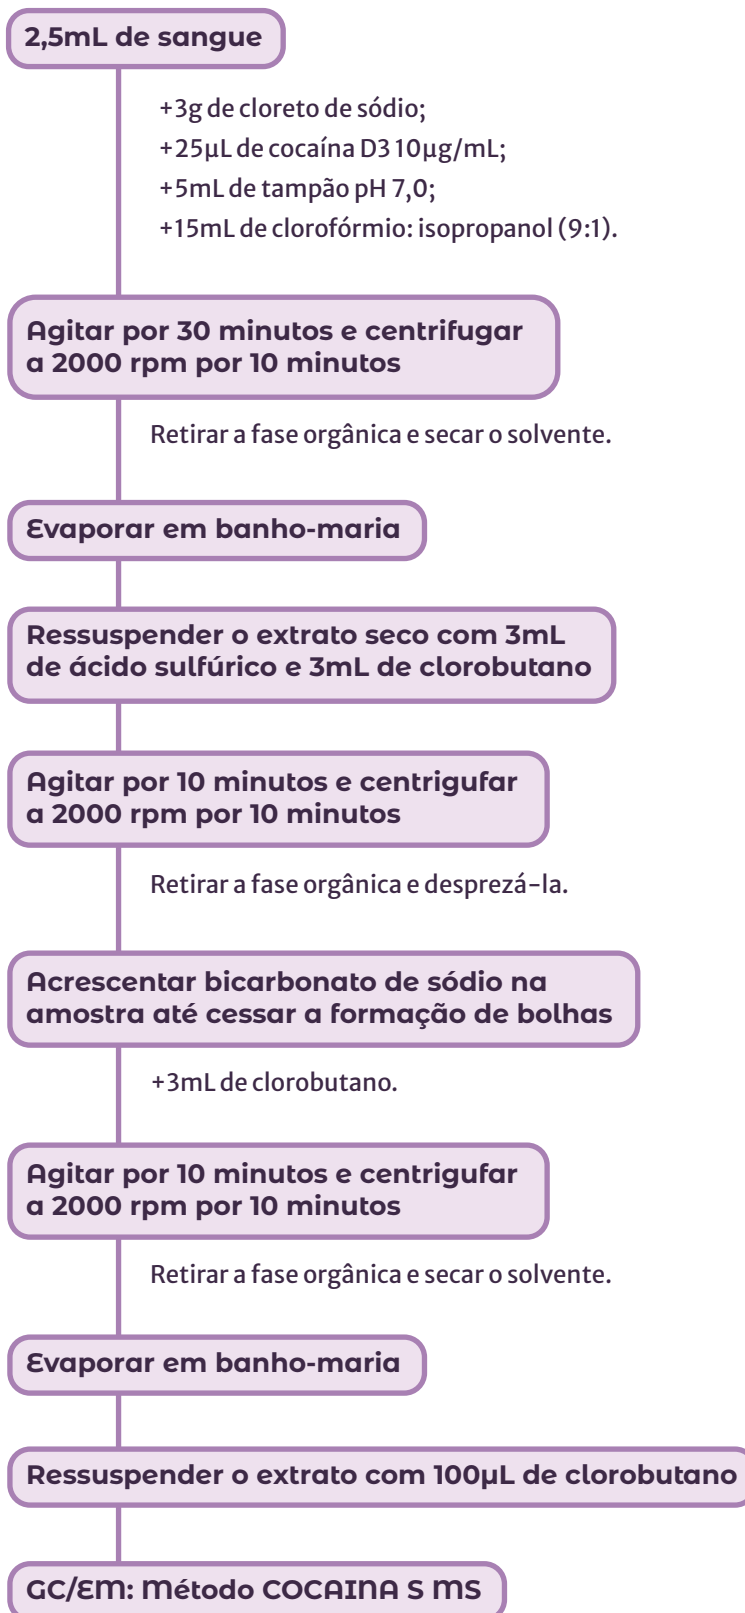 2,5mL de sangue
+3g de cloreto de sódio;
+25µL de cocaína D3 10µg/mL;
+5mL de tampão pH 7,0;
+15mL de clorofórmio: isopropanol (9:1).
Agitar por 30 minutos e centrifugar
a 2000 rpm por 10 minutos
Retirar a fase orgânica e secar o solvente.
Evaporar em banho-maria
Ressuspender o extrato seco com 3mL
de ácido sulfúrico e 3mL de clorobutano
Agitar por 10 minutos e centrigufar
a 2000 rpm por 10 minutos
Retirar a fase orgânica e desprezá-la.
Acrescentar bicarbonato de sódio na
amostra até cessar a formação de bolhas
+3mL de clorobutano.
Agitar por 10 minutos e centrigufar
a 2000 rpm por 10 minutos
Retirar a fase orgânica e secar o solvente.
Evaporar em banho-maria
Ressuspender o extrato com 100µL de clorobutano
GC/EM: Método COCAINA S MS